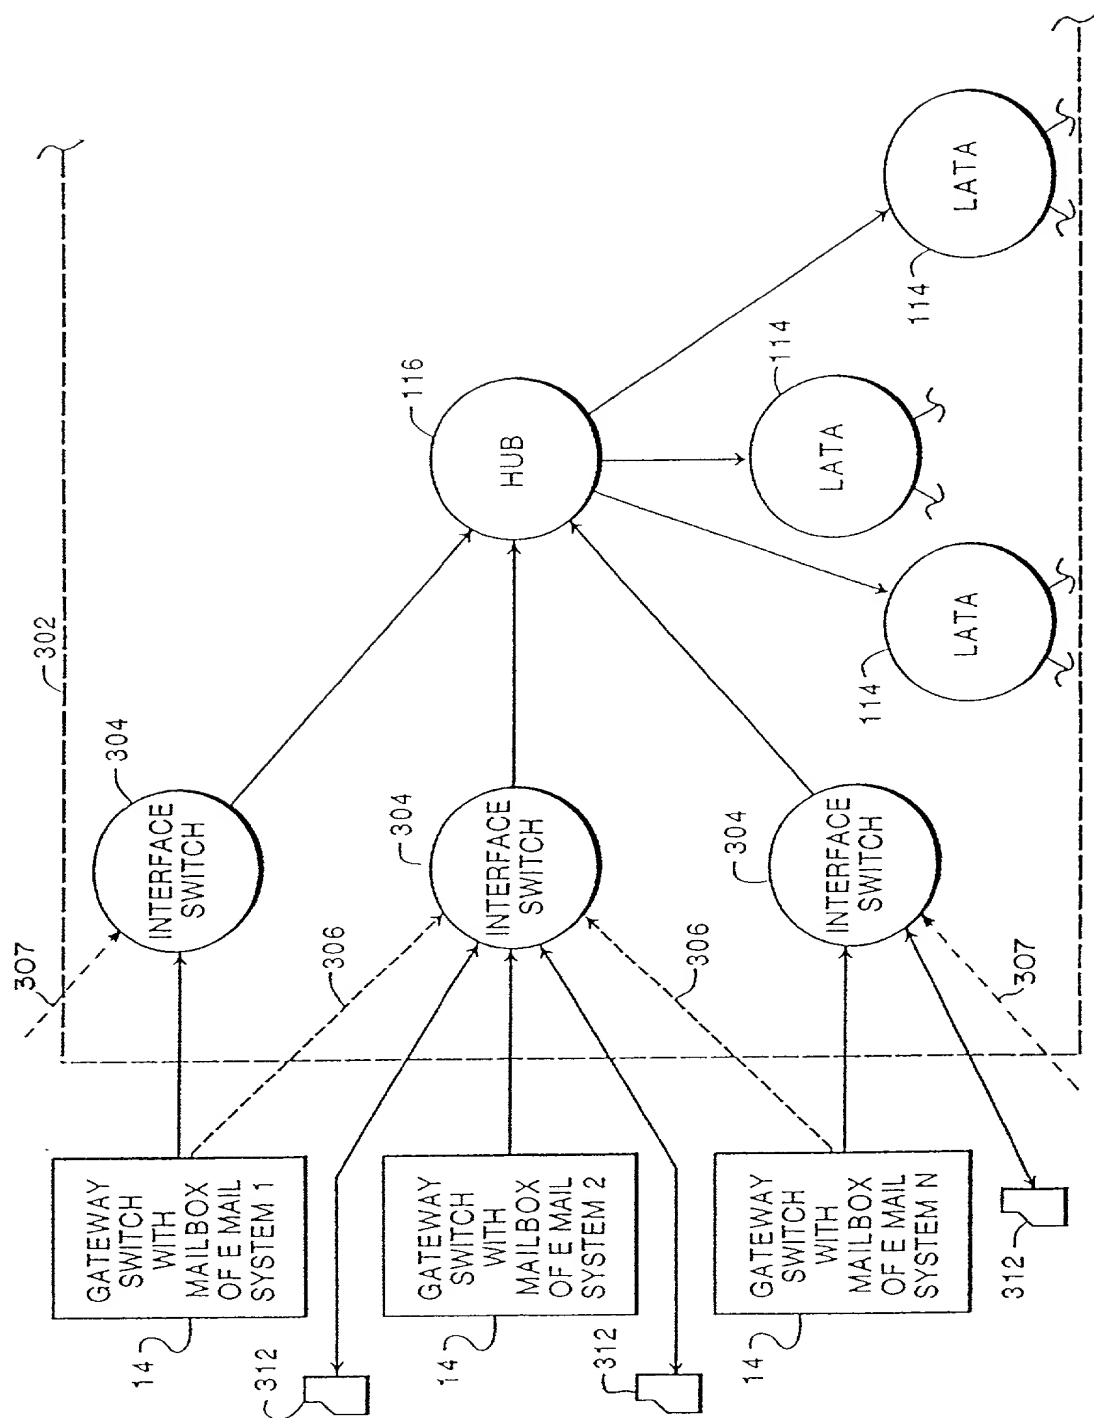 302
307
304
INTERFACE
SWITCH
116
HUB
114
LATA
114
LATA
114
LATA
304
INTERFACE
SWITCH
306
304
INTERFACE
SWITCH
306
307
GATEWAY
SWITCH
WITH
MAILBOX
OF E MAIL
SYSTEM 1
14
312
GATEWAY
SWITCH
WITH
MAILBOX
OF E MAIL
SYSTEM 2
14
312
GATEWAY
SWITCH
WITH
MAILBOX
OF E MAIL
SYSTEM N
14
312